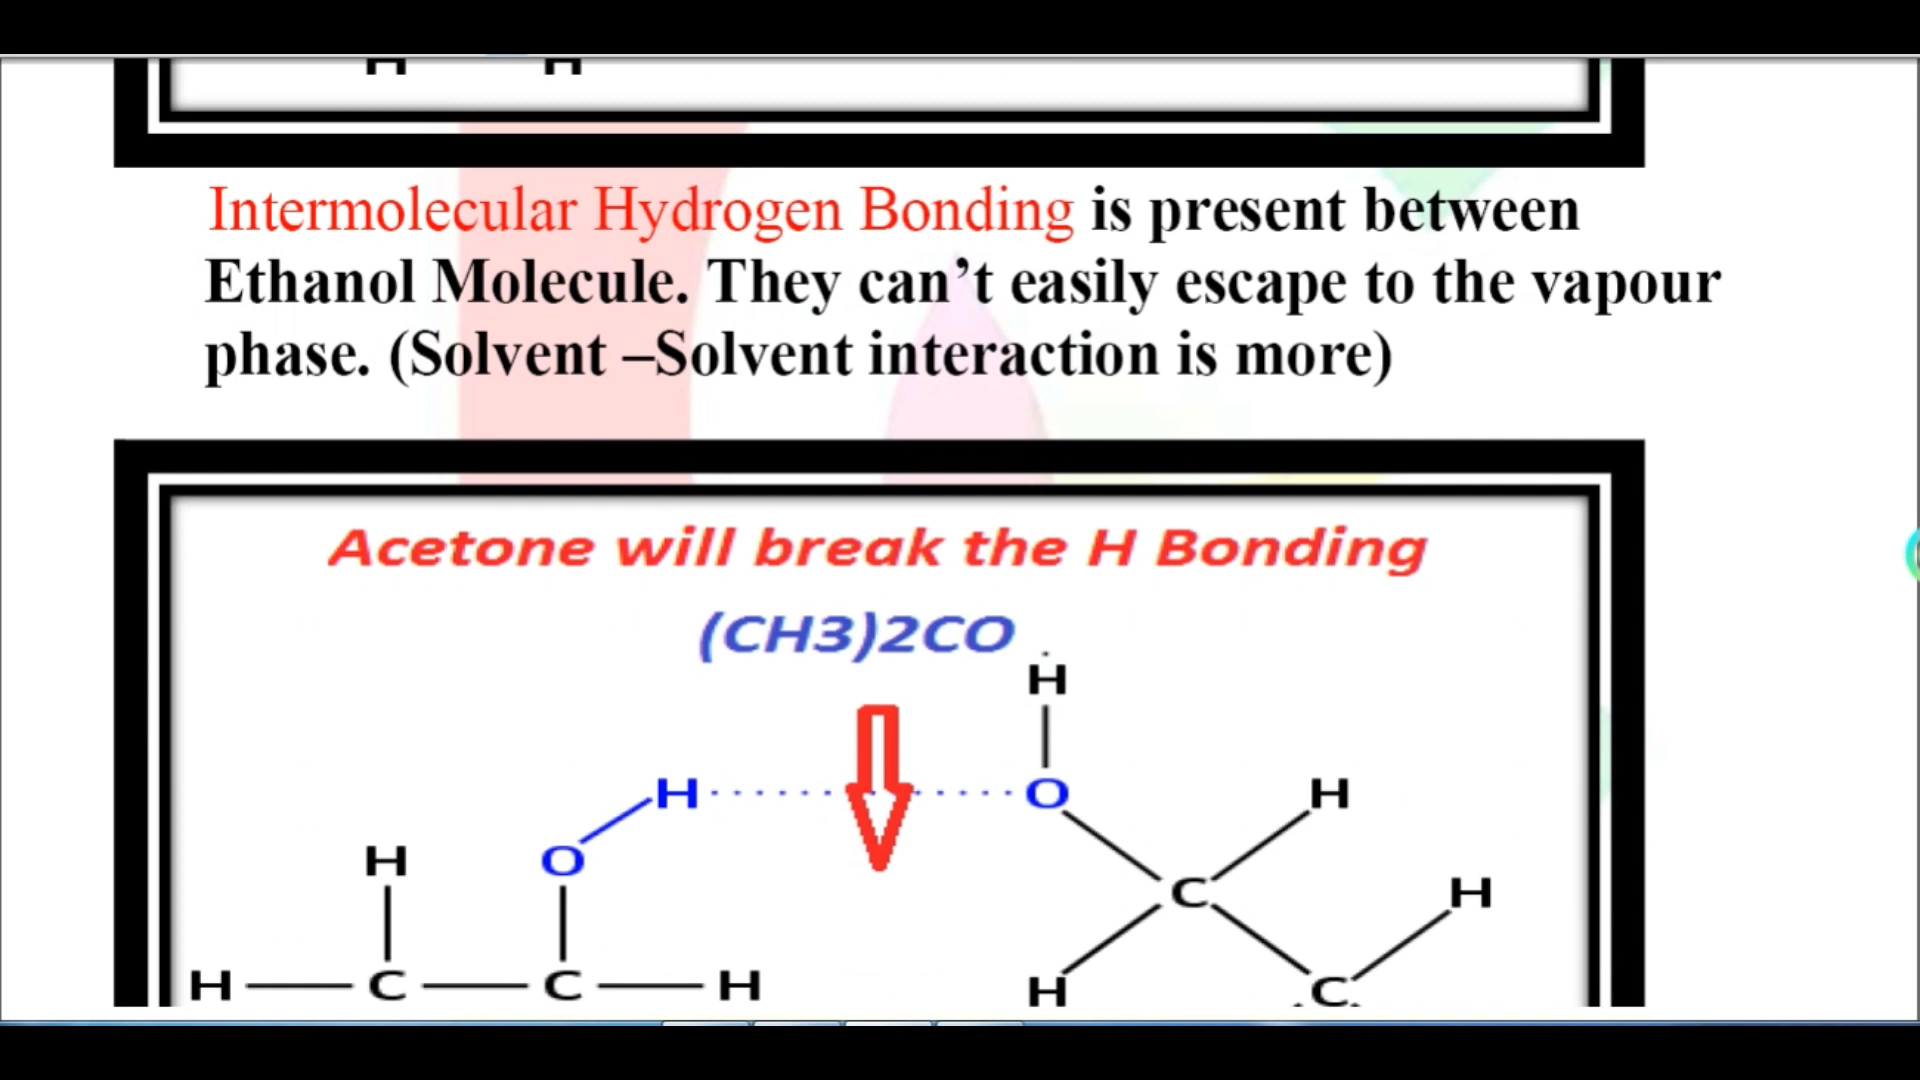 H H
Intermolecular Hydrogen Bonding is present between
Ethanol Molecule. They can’t easily escape to the vapour
phase. (Solvent –Solvent interaction is more)
Acetone will break the H Bonding
(CH3)2CO
H
H O H
H O C H
H C C H H C